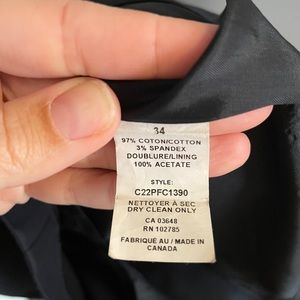 34
97% COTON/COTTON
3% SPANDEX
DOUBLURE/LINING
100% ACETATE
STYLE:
C22PFC1390
NETTOYER À SEC
DRY CLEAN ONLY
CA 03648
RN 102785
FABRIQUÉ AU / MADE IN
CANADA